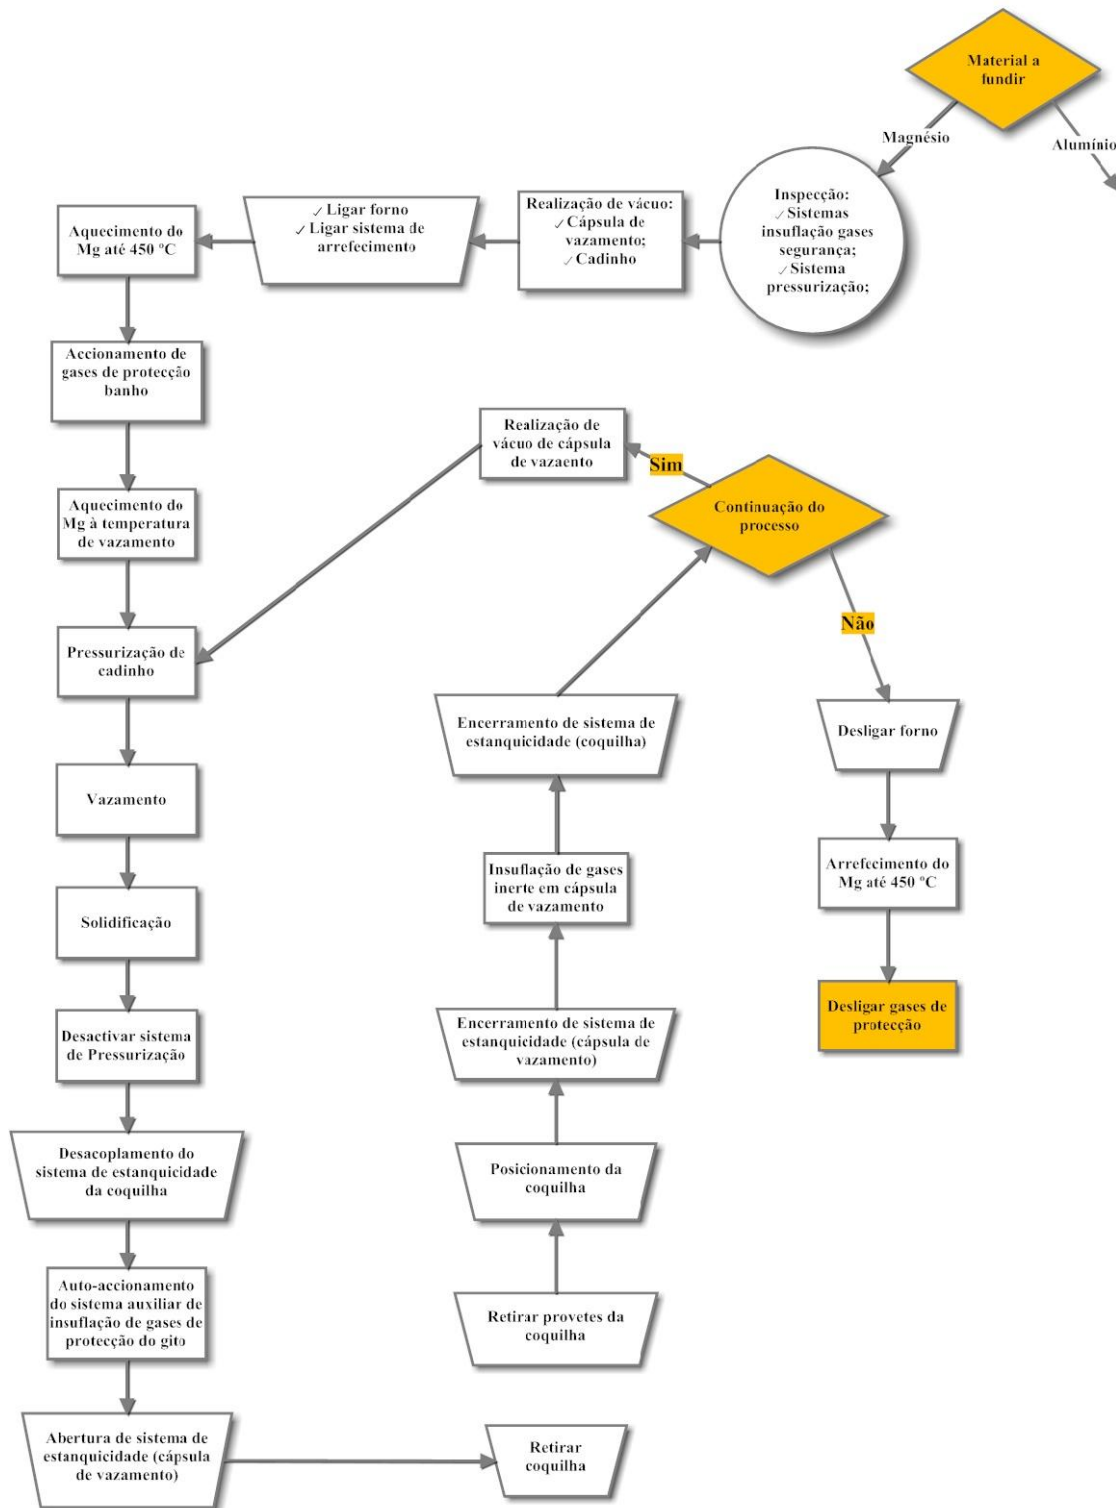 Material a
fundir
Magnésio
Alumínio
Inspecção:
✓ Sistemas
insuflação gases
segurança;
✓ Sistema
pressurização;
Realização de vácuo:
✓ Cápsula de
vazamento;
✓ Cadinho
✓ Ligar forno
✓ Ligar sistema de
arrefecimento
Aquecimento do
Mg até 450 ºC
Accionamento de
gases de protecção
banho
Aquecimento do
Mg à temperatura
de vazamento
Pressurização de
cadinho
Vazamento
Solidificação
Desactivar sistema
de Pressurização
Desacoplamento do
sistema de estanquicidade
da coquilha
Auto-accionamento
do sistema auxiliar de
insuflação de gases de
protecção do gito
Abertura de sistema de
estanquicidade (cápsula
de vazamento)
Retirar
coquilha
Retirar provetes da
coquilha
Posicionamento da
coquilha
Encerramento de sistema de
estanquicidade (cápsula de
vazamento)
Insuflação de gases
inerte em cápsula
de vazamento
Encerramento de sistema de
estanquicidade (coquilha)
Continuação do
processo
Sim
Realização de
vácuo de cápsula
de vazaento
Não
Desligar forno
Arrefecimento do
Mg até 450 ºC
Desligar gases de
protecção